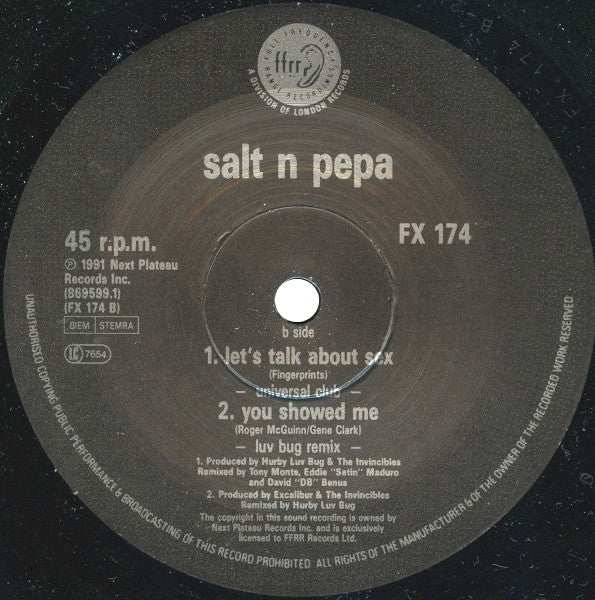 FULL FREQUENCY
ffrr
RANGE RECORDINGS
A DIVISION OF LONDON RECORDS
salt n pepa
45 r.p.m.
FX 174
℗ 1991 Next Plateau
Records Inc.
(869599.1)
(FX 174 B)
BIEM STEMRA
LC 7654
b side
1. let's talk about sex
(Fingerprints)
– universal club –
2. you showed me
(Roger McGuinn/Gene Clark)
– luv bug remix –
1. Produced by Hurby Luv Bug & The Invincibles
Remixed by Tony Monts, Eddie "Satin" Maduro
and David "DB" Benus
2. Produced by Excalibur & The Invincibles
Remixed by Hurby Luv Bug
The copyright in this sound recording is owned by
Next Plateau Records Inc. and is exclusively
licensed to FFRR Records Ltd.
UNAUTHORISED COPYING PUBLIC PERFORMANCE & BROADCASTING OF THIS RECORD PROHIBITED ALL RIGHTS OF THE MANUFACTURER & OF THE OWNER OF THE RECORDED WORK RESERVED
FX 174